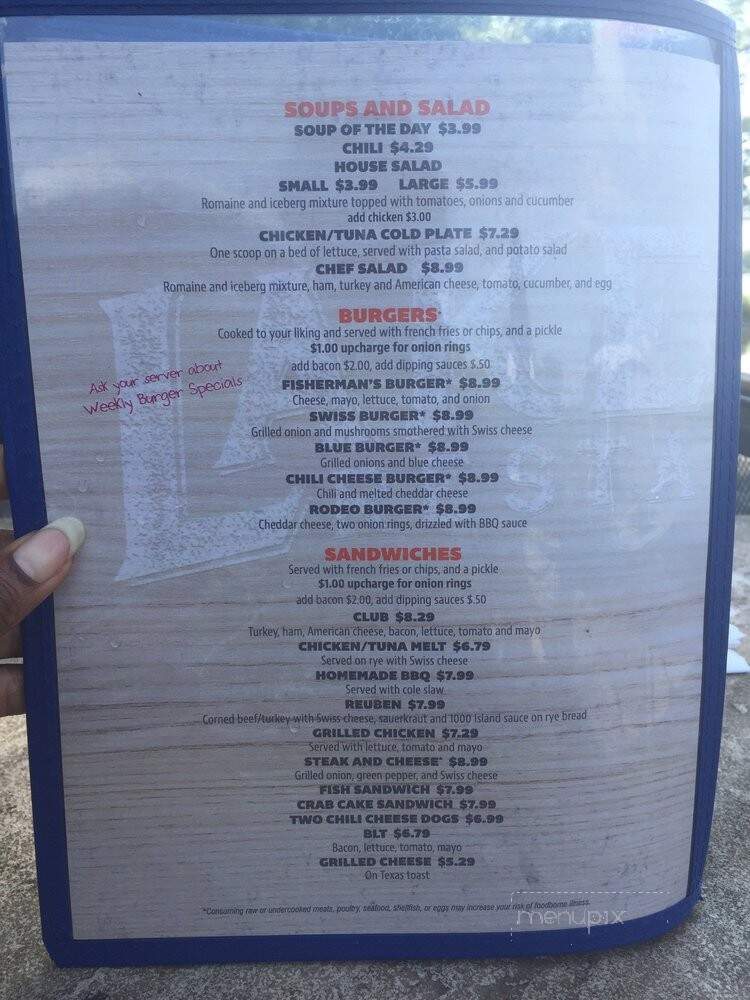 SOUPS AND SALAD
SOUP OF THE DAY $3.99
CHILI $4.29
HOUSE SALAD
SMALL $3.99 LARGE $5.99
Romaine and iceberg mixture topped with tomatoes, onions and cucumber
add chicken $3.00
CHICKEN/TUNA COLD PLATE $7.29
One scoop on a bed of lettuce, served with pasta salad, and potato salad
CHEF SALAD $8.99
Romaine and iceberg mixture, ham, turkey and American cheese, tomato, cucumber, and egg
BURGERS*
Cooked to your liking and served with french fries or chips, and a pickle
$1.00 upcharge for onion rings
add bacon $2.00, add dipping sauces $.50
Ask your server about
Weekly Burger Specials
FISHERMAN'S BURGER* $8.99
Cheese, mayo, lettuce, tomato, and onion
SWISS BURGER* $8.99
Grilled onion and mushrooms smothered with Swiss cheese
BLUE BURGER* $8.99
Grilled onions and blue cheese
CHILI CHEESE BURGER* $8.99
Chili and melted cheddar cheese
RODEO BURGER* $8.99
Cheddar cheese, two onion rings, drizzled with BBQ sauce
SANDWICHES
Served with french fries or chips, and a pickle
$1.00 upcharge for onion rings
add bacon $2.00, add dipping sauces $.50
CLUB $8.29
Turkey, ham, American cheese, bacon, lettuce, tomato and mayo
CHICKEN/TUNA MELT $6.79
Served on rye with Swiss cheese
HOMEMADE BBQ $7.99
Served with cole slaw
REUBEN $7.99
Corned beef/turkey with Swiss cheese, sauerkraut and 1000 Island sauce on rye bread
GRILLED CHICKEN $7.29
Served with lettuce, tomato and mayo
STEAK AND CHEESE* $8.99
Grilled onion, green pepper, and Swiss cheese
FISH SANDWICH $7.99
CRAB CAKE SANDWICH $7.99
TWO CHILI CHEESE DOGS $6.99
BLT $6.79
Bacon, lettuce, tomato, mayo
GRILLED CHEESE $5.29
On Texas toast
*Consuming raw or undercooked meats, poultry, seafood, shellfish, or eggs may increase your risk of foodborne illness.
menupix